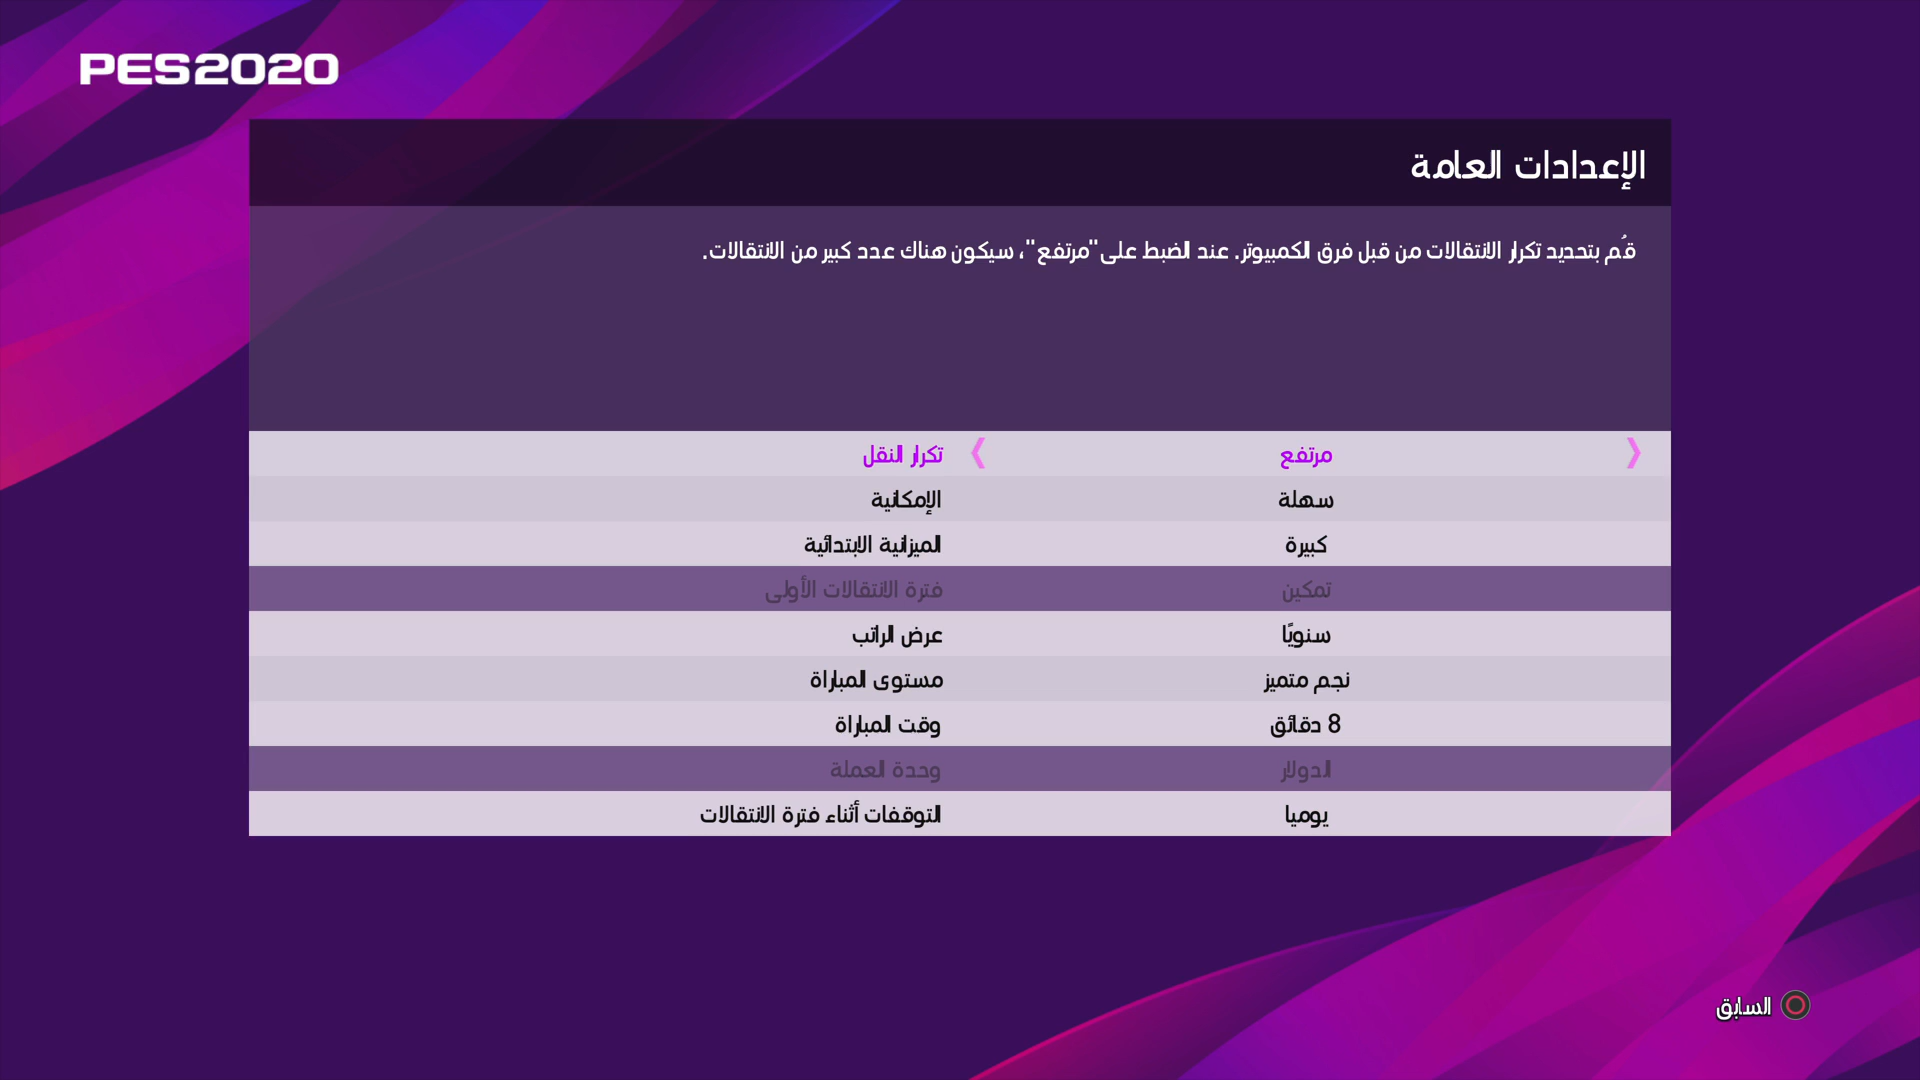 PES2020
الإعدادات العامة
قُم بتحديد تكرار الانتقالات من قبل فرق الكمبيوتر. عند الضبط على "مرتفع"، سيكون هناك عدد كبير من الانتقالات.
تكرار النقل مرتفع
الإمكانية سهلة
الميزانية الابتدائية كبيرة
فترة الانتقالات الأولى تمكين
عرض الراتب سنويًا
مستوى المباراة نجم متميز
وقت المباراة 8 دقائق
وحدة العملة الدولار
التوقفات أثناء فترة الانتقالات يوميا
السابق